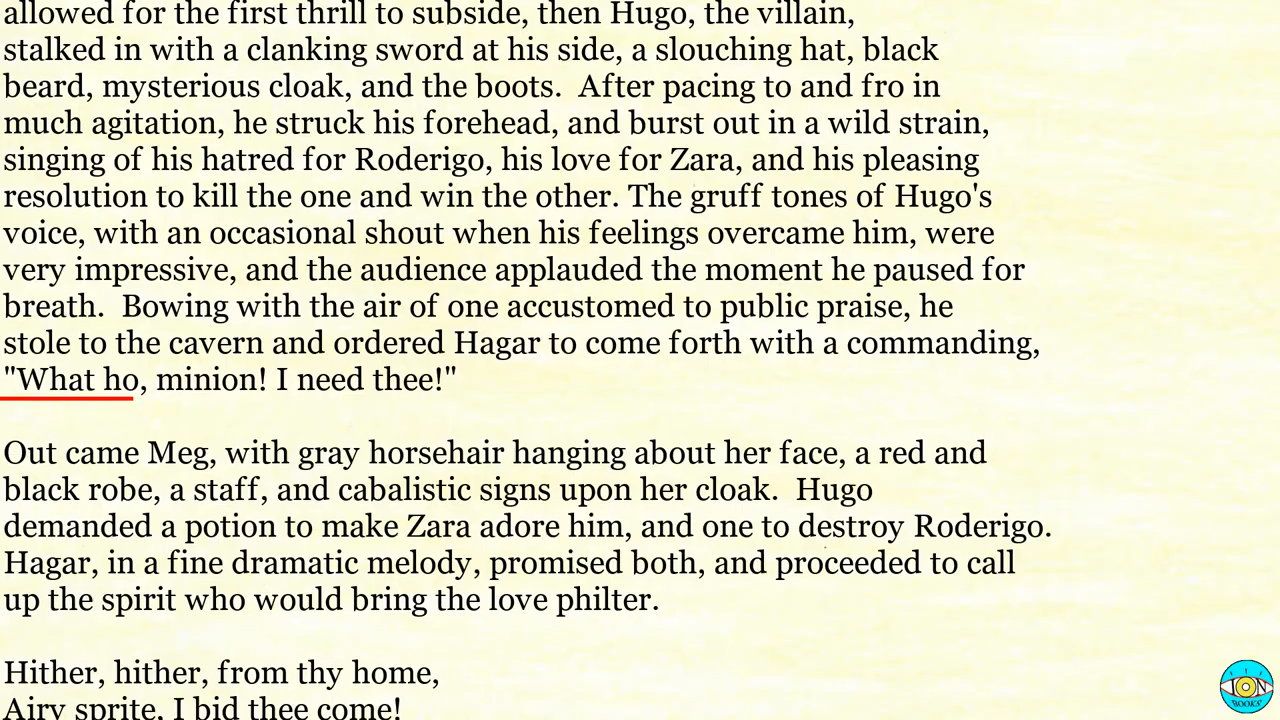 allowed for the first thrill to subside, then Hugo, the villain,
stalked in with a clanking sword at his side, a slouching hat, black
beard, mysterious cloak, and the boots.  After pacing to and fro in
much agitation, he struck his forehead, and burst out in a wild strain,
singing of his hatred for Roderigo, his love for Zara, and his pleasing
resolution to kill the one and win the other. The gruff tones of Hugo's
voice, with an occasional shout when his feelings overcame him, were
very impressive, and the audience applauded the moment he paused for
breath.  Bowing with the air of one accustomed to public praise, he
stole to the cavern and ordered Hagar to come forth with a commanding,
"What ho, minion! I need thee!"
Out came Meg, with gray horsehair hanging about her face, a red and
black robe, a staff, and cabalistic signs upon her cloak.  Hugo
demanded a potion to make Zara adore him, and one to destroy Roderigo.
Hagar, in a fine dramatic melody, promised both, and proceeded to call
up the spirit who would bring the love philter.
Hither, hither, from thy home,
Airy sprite, I bid thee come!
ION
BOOKS